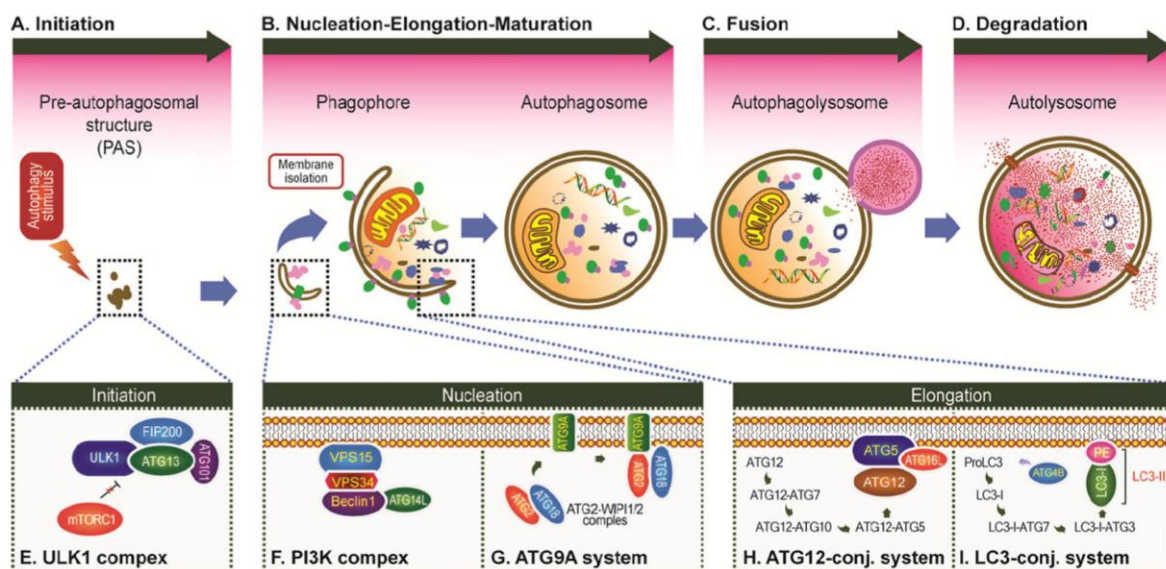 A. Initiation
B. Nucleation-Elongation-Maturation
C. Fusion
D. Degradation
Pre-autophagosomal
structure
(PAS)
Phagophore
Autophagosome
Autophagolysosome
Autolysosome
Autophagy
stimulus
Membrane
isolation
Initiation
Nucleation
Elongation
FIP200
ULK1
ATG13
ATG101
mTORC1
E. ULK1 compex
VPS15
VPS34
Beclin1
ATG14L
F. PI3K compex
ATG9A
ATG9A
ATG2
ATG18
ATG2
ATG18
ATG2-WIPI1/2
comples
G. ATG9A system
ATG12
ATG12-ATG7
ATG12-ATG10
ATG12-ATG5
ATG5
ATG16L
ATG12
H. ATG12-conj. system
ProLC3
ATG4B
LC3-I
LC3-I-ATG7
LC3-I-ATG3
PE
LC3-I
LC3-II
I. LC3-conj. system